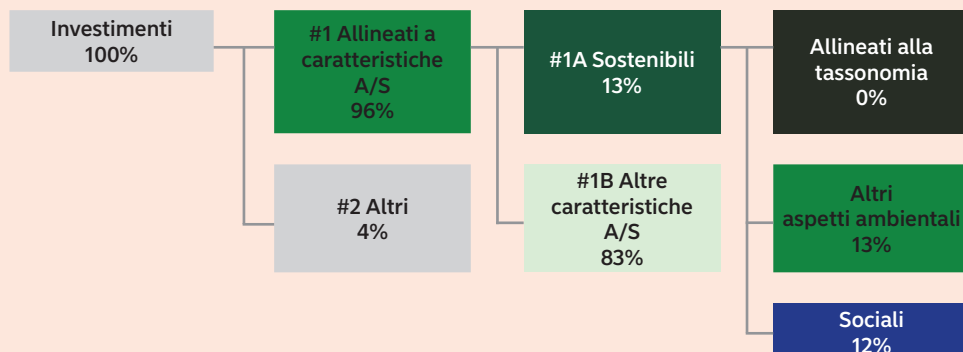 Investimenti
100%
#1 Allineati a
caratteristiche
A/S
96%
#1A Sostenibili
13%
Allineati alla
tassonomia
0%
#2 Altri
4%
#1B Altre
caratteristiche
A/S
83%
Altri
aspetti ambientali
13%
Sociali
12%